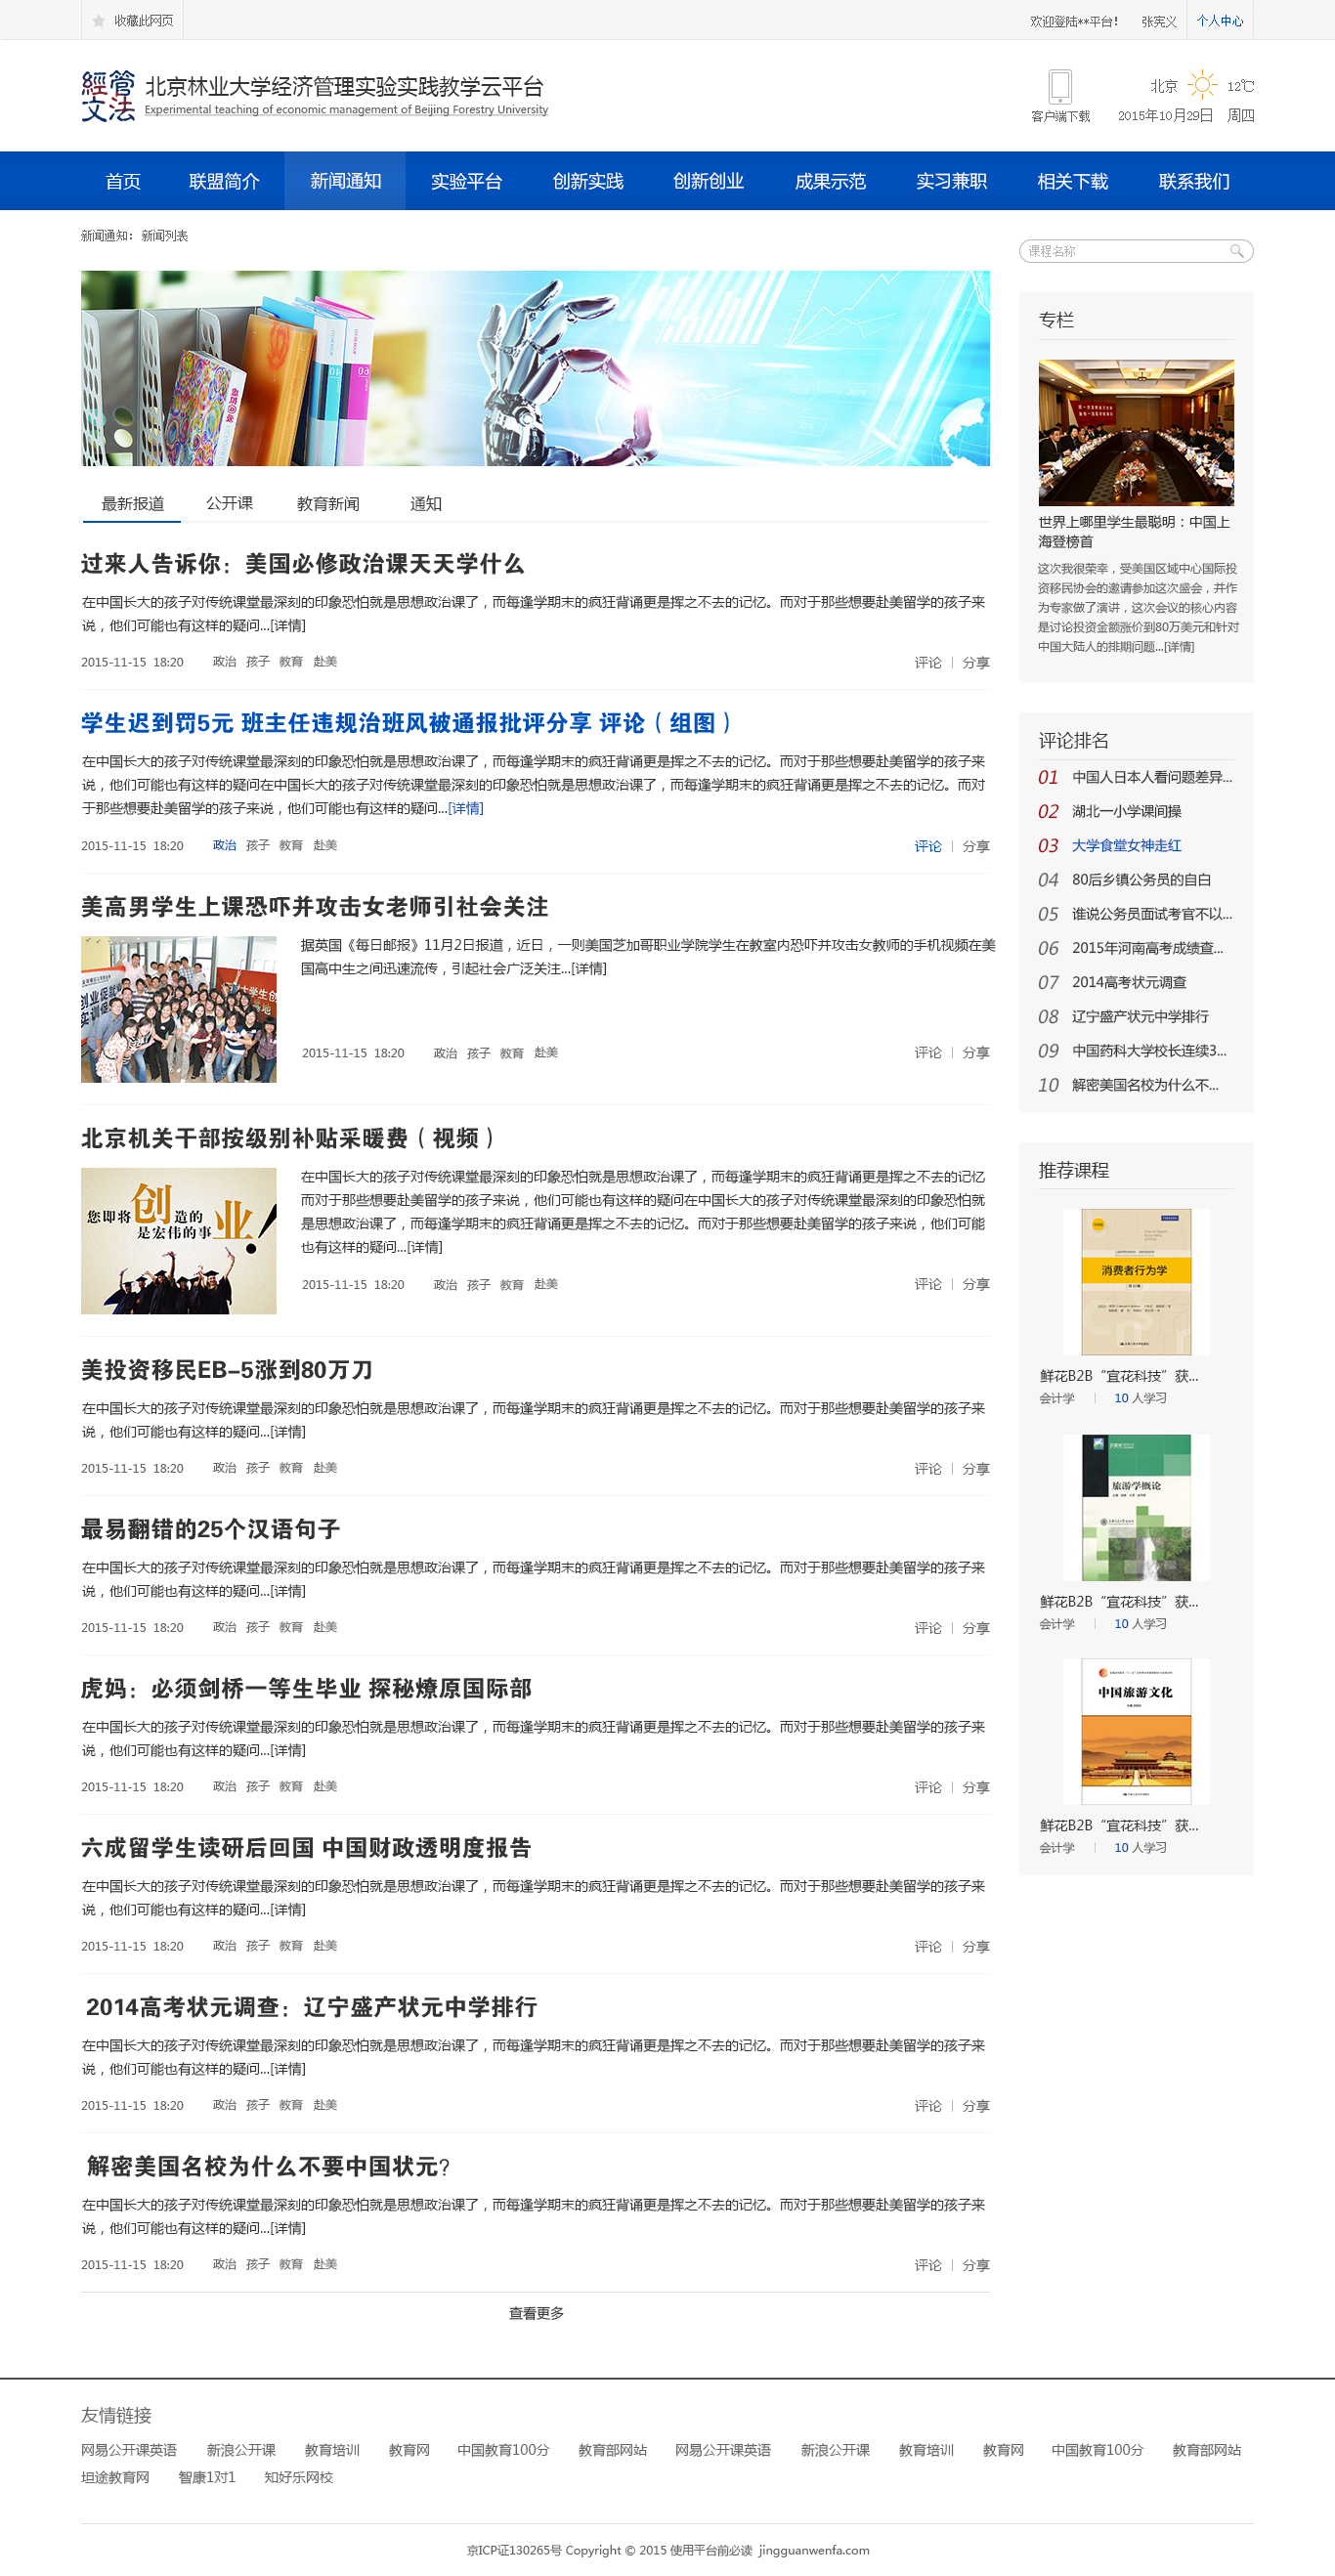 收藏此网页
欢迎登陆**平台！ 张宪义 个人中心
經管文法
北京林业大学经济管理实验实践教学云平台
Experimental teaching of economic management of Beijing Forestry University
客户端下载
北京 12℃
2015年10月29日 周四
首页 联盟简介 新闻通知 实验平台 创新实践 创新创业 成果示范 实习兼职 相关下载 联系我们
新闻通知：新闻列表
课程名称
最新报道 公开课 教育新闻 通知
过来人告诉你：美国必修政治课天天学什么
在中国长大的孩子对传统课堂最深刻的印象恐怕就是思想政治课了，而每逢学期末的疯狂背诵更是挥之不去的记忆。而对于那些想要赴美留学的孩子来
说，他们可能也有这样的疑问...[详情]
2015-11-15 18:20 政治 孩子 教育 赴美 评论 | 分享
学生迟到罚5元 班主任违规治班风被通报批评分享 评论（组图）
在中国长大的孩子对传统课堂最深刻的印象恐怕就是思想政治课了，而每逢学期末的疯狂背诵更是挥之不去的记忆。而对于那些想要赴美留学的孩子来
说，他们可能也有这样的疑问在中国长大的孩子对传统课堂最深刻的印象恐怕就是思想政治课了，而每逢学期末的疯狂背诵更是挥之不去的记忆。而对
于那些想要赴美留学的孩子来说，他们可能也有这样的疑问...[详情]
2015-11-15 18:20 政治 孩子 教育 赴美 评论 | 分享
美高男学生上课恐吓并攻击女老师引社会关注
据英国《每日邮报》11月2日报道，近日，一则美国芝加哥职业学院学生在教室内恐吓并攻击女教师的手机视频在美
国高中生之间迅速流传，引起社会广泛关注...[详情]
2015-11-15 18:20 政治 孩子 教育 赴美 评论 | 分享
北京机关干部按级别补贴采暖费（视频）
您即将创造的
是宏伟的事业！
在中国长大的孩子对传统课堂最深刻的印象恐怕就是思想政治课了，而每逢学期末的疯狂背诵更是挥之不去的记忆
而对于那些想要赴美留学的孩子来说，他们可能也有这样的疑问在中国长大的孩子对传统课堂最深刻的印象恐怕就
是思想政治课了，而每逢学期末的疯狂背诵更是挥之不去的记忆。而对于那些想要赴美留学的孩子来说，他们可能
也有这样的疑问...[详情]
2015-11-15 18:20 政治 孩子 教育 赴美 评论 | 分享
美投资移民EB-5涨到80万刀
在中国长大的孩子对传统课堂最深刻的印象恐怕就是思想政治课了，而每逢学期末的疯狂背诵更是挥之不去的记忆。而对于那些想要赴美留学的孩子来
说，他们可能也有这样的疑问...[详情]
2015-11-15 18:20 政治 孩子 教育 赴美 评论 | 分享
最易翻错的25个汉语句子
在中国长大的孩子对传统课堂最深刻的印象恐怕就是思想政治课了，而每逢学期末的疯狂背诵更是挥之不去的记忆。而对于那些想要赴美留学的孩子来
说，他们可能也有这样的疑问...[详情]
2015-11-15 18:20 政治 孩子 教育 赴美 评论 | 分享
虎妈：必须剑桥一等生毕业 探秘燎原国际部
在中国长大的孩子对传统课堂最深刻的印象恐怕就是思想政治课了，而每逢学期末的疯狂背诵更是挥之不去的记忆。而对于那些想要赴美留学的孩子来
说，他们可能也有这样的疑问...[详情]
2015-11-15 18:20 政治 孩子 教育 赴美 评论 | 分享
六成留学生读研后回国 中国财政透明度报告
在中国长大的孩子对传统课堂最深刻的印象恐怕就是思想政治课了，而每逢学期末的疯狂背诵更是挥之不去的记忆。而对于那些想要赴美留学的孩子来
说，他们可能也有这样的疑问...[详情]
2015-11-15 18:20 政治 孩子 教育 赴美 评论 | 分享
2014高考状元调查：辽宁盛产状元中学排行
在中国长大的孩子对传统课堂最深刻的印象恐怕就是思想政治课了，而每逢学期末的疯狂背诵更是挥之不去的记忆。而对于那些想要赴美留学的孩子来
说，他们可能也有这样的疑问...[详情]
2015-11-15 18:20 政治 孩子 教育 赴美 评论 | 分享
解密美国名校为什么不要中国状元?
在中国长大的孩子对传统课堂最深刻的印象恐怕就是思想政治课了，而每逢学期末的疯狂背诵更是挥之不去的记忆。而对于那些想要赴美留学的孩子来
说，他们可能也有这样的疑问...[详情]
2015-11-15 18:20 政治 孩子 教育 赴美 评论 | 分享
查看更多
专栏
世界上哪里学生最聪明：中国上
海登榜首
这次我很荣幸，受美国区域中心国际投
资移民协会的邀请参加这次盛会，并作
为专家做了演讲，这次会议的核心内容
是讨论投资金额涨价到80万美元和针对
中国大陆人的排期问题...[详情]
评论排名
01 中国人日本人看问题差异...
02 湖北一小学课间操
03 大学食堂女神走红
04 80后乡镇公务员的自白
05 谁说公务员面试考官不以...
06 2015年河南高考成绩查...
07 2014高考状元调查
08 辽宁盛产状元中学排行
09 中国药科大学校长连续3...
10 解密美国名校为什么不...
推荐课程
消费者行为学
鲜花B2B“宜花科技”获...
会计学 | 10 人学习
旅游学概论
鲜花B2B“宜花科技”获...
会计学 | 10 人学习
中国旅游文化
鲜花B2B“宜花科技”获...
会计学 | 10 人学习
友情链接
网易公开课英语 新浪公开课 教育培训 教育网 中国教育100分 教育部网站 网易公开课英语 新浪公开课 教育培训 教育网 中国教育100分 教育部网站
坦途教育网 智康1对1 知好乐网校
京ICP证130265号 Copyright © 2015 使用平台前必读 jingguanwenfa.com